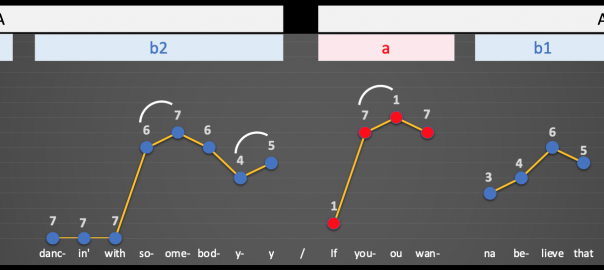 A A
b2 a b1
7 7 7 6 7 6 4 5 1 7 1 7 3 4 6 5
danc- in' with so- ome- bod- y- y / If you- ou wan- na be- lieve that